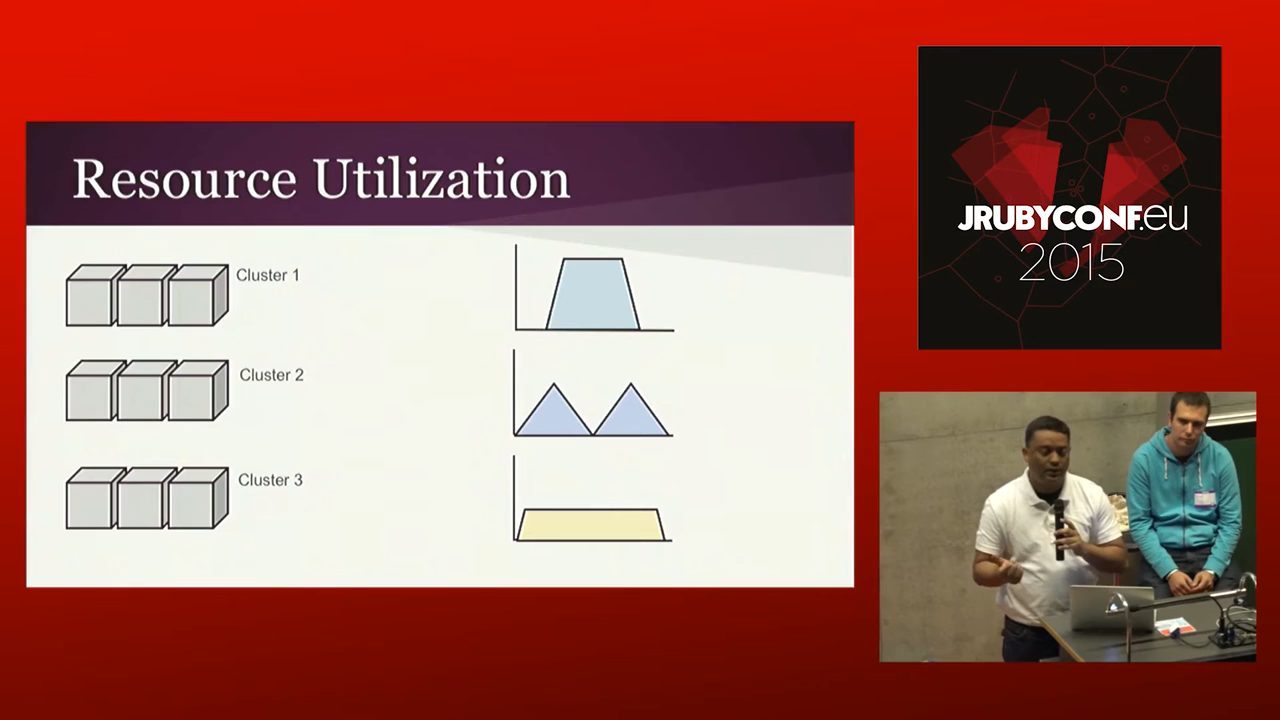 Resource Utilization
Cluster 1
Cluster 2
Cluster 3
JRUBYCONF.eu
2015